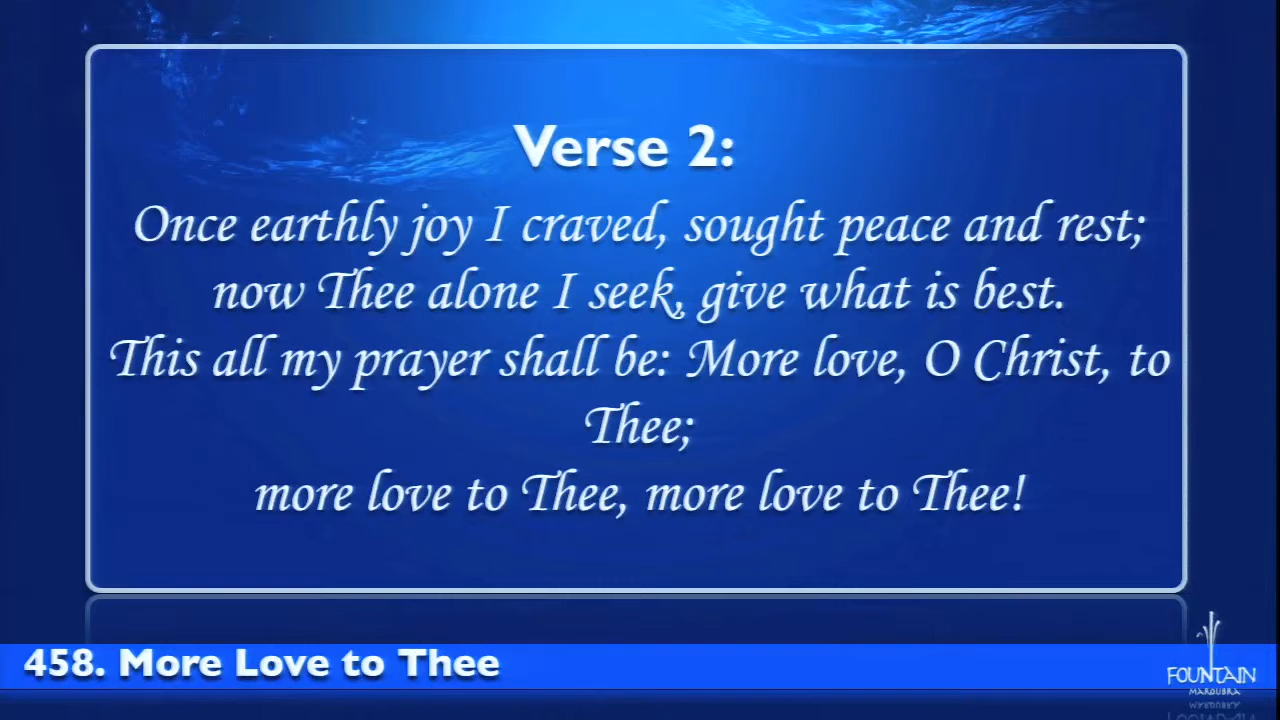 Verse 2:
Once earthly joy I craved, sought peace and rest;
now Thee alone I seek, give what is best.
This all my prayer shall be: More love, O Christ, to
Thee;
more love to Thee, more love to Thee!
458. More Love to Thee
FOUNTAIN
MAROUBRA